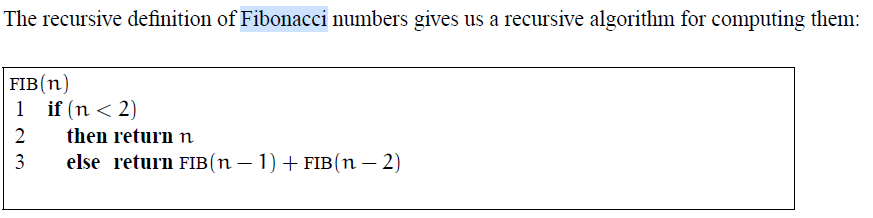 The recursive definition of Fibonacci numbers gives us a recursive algorithm for computing them:
FIB(n)
1 if (n < 2)
2 then return n
3 else return FIB(n − 1) + FIB(n − 2)